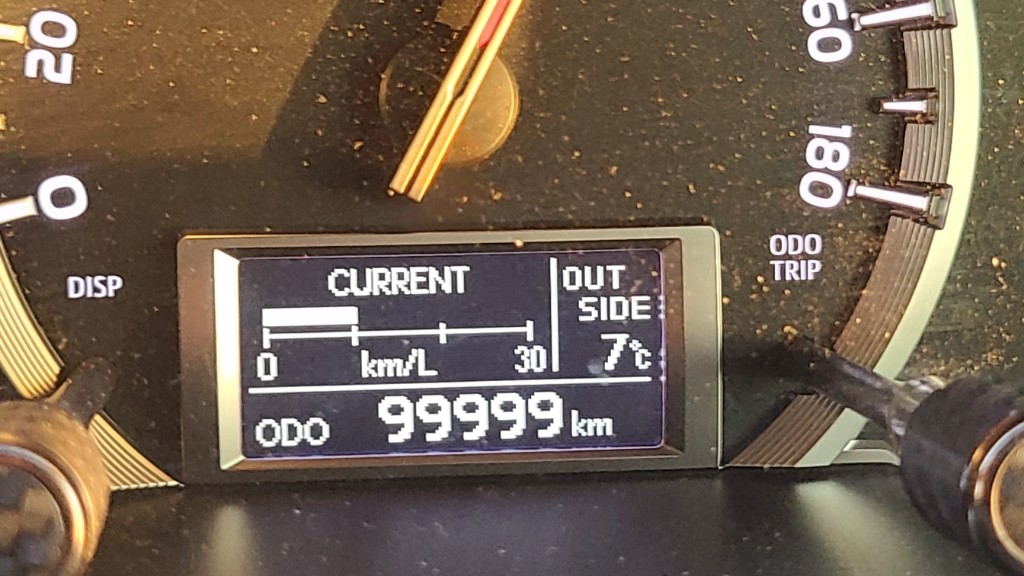 20
0
DISP
160
180
ODO
TRIP
CURRENT
0 km/L 30
OUT
SIDE
7℃
ODO 99999 km